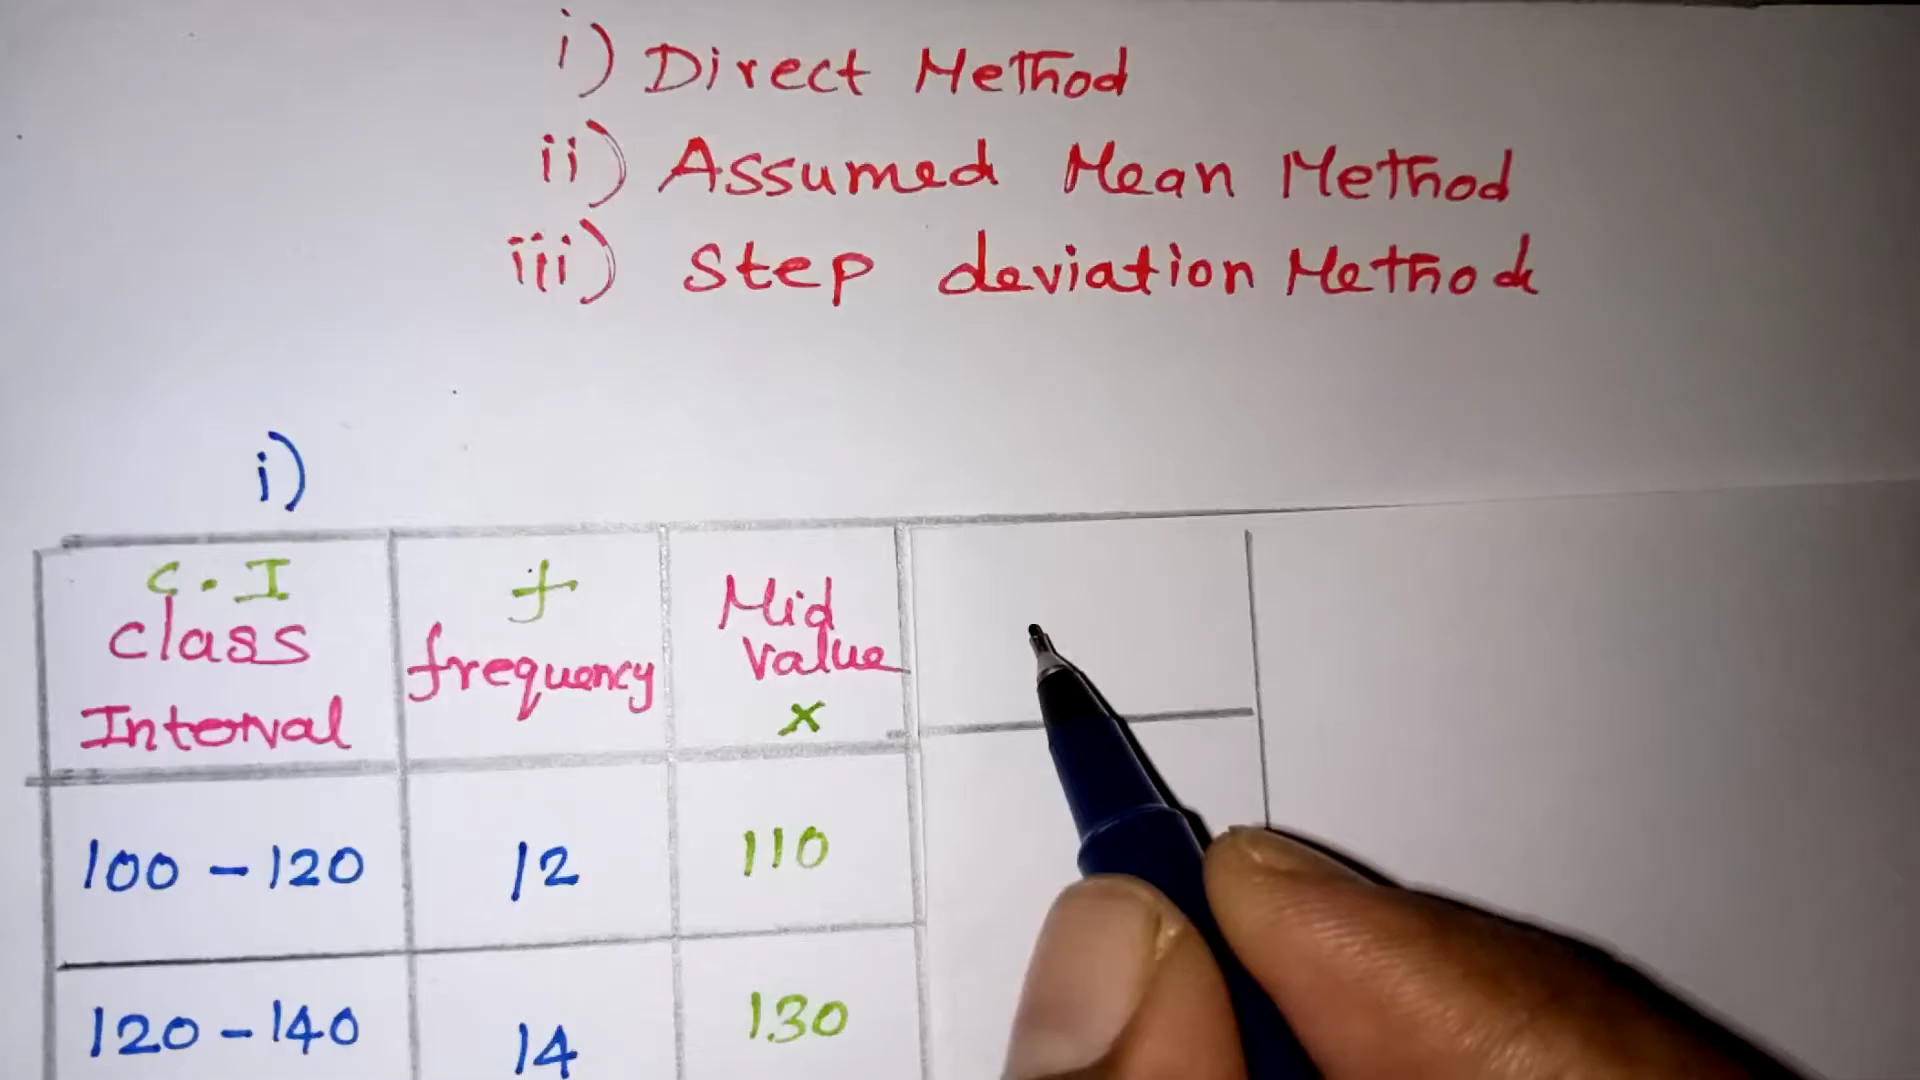 i) Direct Method
ii) Assumed Mean Method
iii) Step deviation Method
i)
C.I
Class
Interval
f
frequency
Mid
Value
x
100 - 120
12
110
120 - 140
14
130